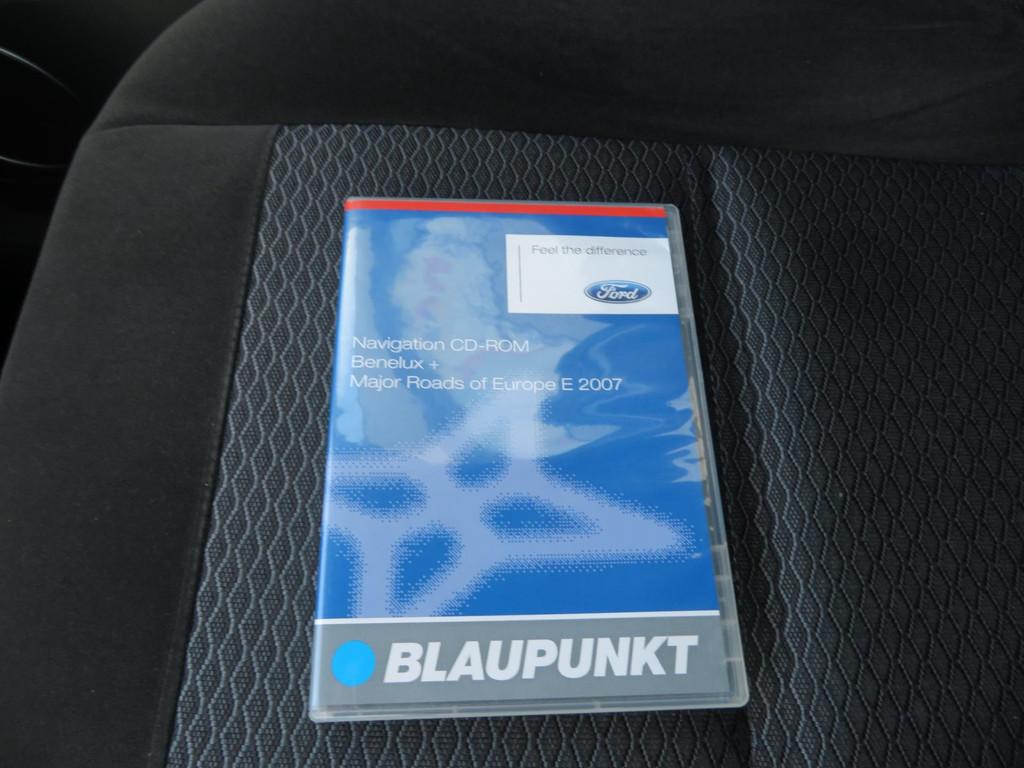 Feel the difference
Ford
Navigation CD-ROM
Benelux +
Major Roads of Europe E 2007
BLAUPUNKT